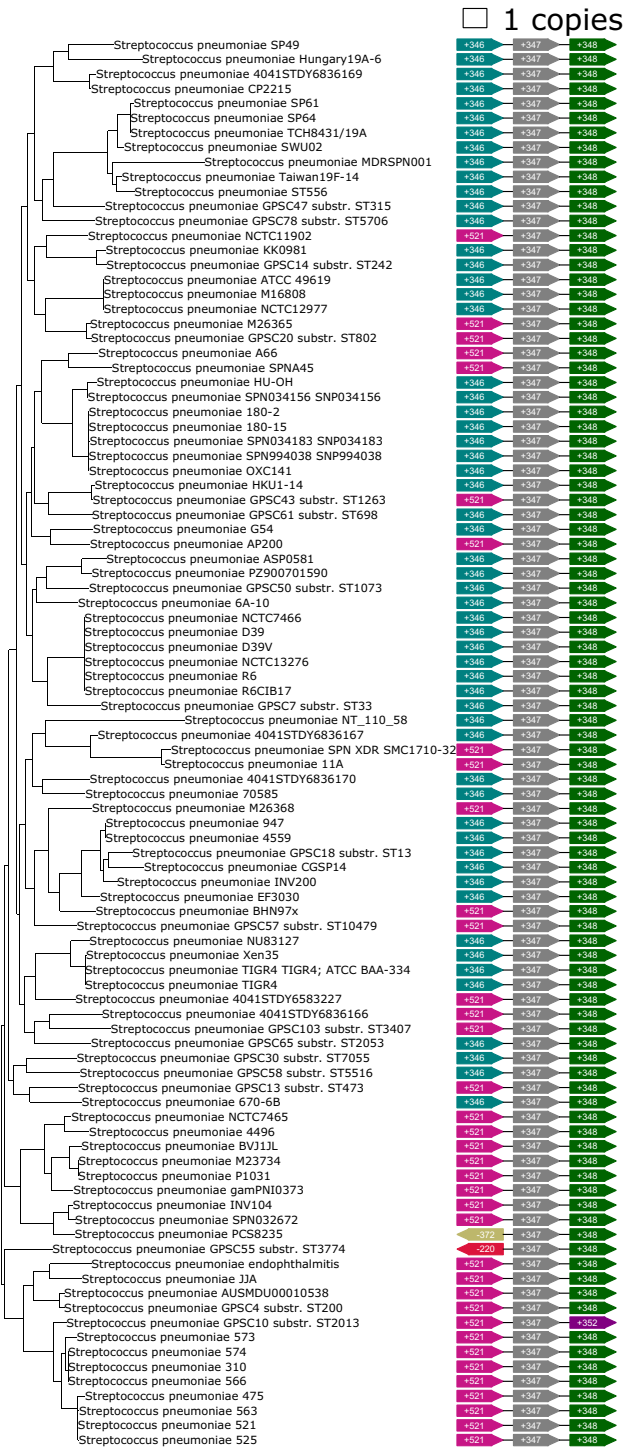 1 copies
Streptococcus pneumoniae SP49 +346 +347 +348
Streptococcus pneumoniae Hungary19A-6 +346 +347 +348
Streptococcus pneumoniae 4041STDY6836169 +346 +347 +348
Streptococcus pneumoniae CP2215 +346 +347 +348
Streptococcus pneumoniae SP61 +346 +347 +348
Streptococcus pneumoniae SP64 +346 +347 +348
Streptococcus pneumoniae TCH8431/19A +346 +347 +348
Streptococcus pneumoniae SWU02 +346 +347 +348
Streptococcus pneumoniae MDRSPN001 +346 +347 +348
Streptococcus pneumoniae Taiwan19F-14 +346 +347 +348
Streptococcus pneumoniae ST556 +346 +347 +348
Streptococcus pneumoniae GPSC47 substr. ST315 +346 +347 +348
Streptococcus pneumoniae GPSC78 substr. ST5706 +346 +347 +348
Streptococcus pneumoniae NCTC11902 +521 +347 +348
Streptococcus pneumoniae KK0981 +346 +347 +348
Streptococcus pneumoniae GPSC14 substr. ST242 +346 +347 +348
Streptococcus pneumoniae ATCC 49619 +346 +347 +348
Streptococcus pneumoniae M16808 +346 +347 +348
Streptococcus pneumoniae NCTC12977 +346 +347 +348
Streptococcus pneumoniae M26365 +521 +347 +348
Streptococcus pneumoniae GPSC20 substr. ST802 +521 +347 +348
Streptococcus pneumoniae A66 +521 +347 +348
Streptococcus pneumoniae SPNA45 +521 +347 +348
Streptococcus pneumoniae HU-OH +346 +347 +348
Streptococcus pneumoniae SPN034156 SNP034156 +346 +347 +348
Streptococcus pneumoniae 180-2 +346 +347 +348
Streptococcus pneumoniae 180-15 +346 +347 +348
Streptococcus pneumoniae SPN034183 SNP034183 +346 +347 +348
Streptococcus pneumoniae SPN994038 SNP994038 +346 +347 +348
Streptococcus pneumoniae OXC141 +346 +347 +348
Streptococcus pneumoniae HKU1-14 +346 +347 +348
Streptococcus pneumoniae GPSC43 substr. ST1263 +521 +347 +348
Streptococcus pneumoniae GPSC61 substr. ST698 +346 +347 +348
Streptococcus pneumoniae G54 +346 +347 +348
Streptococcus pneumoniae AP200 +521 +347 +348
Streptococcus pneumoniae ASP0581 +346 +347 +348
Streptococcus pneumoniae PZ900701590 +346 +347 +348
Streptococcus pneumoniae GPSC50 substr. ST1073 +346 +347 +348
Streptococcus pneumoniae 6A-10 +346 +347 +348
Streptococcus pneumoniae NCTC7466 +346 +347 +348
Streptococcus pneumoniae D39 +346 +347 +348
Streptococcus pneumoniae D39V +346 +347 +348
Streptococcus pneumoniae NCTC13276 +346 +347 +348
Streptococcus pneumoniae R6 +346 +347 +348
Streptococcus pneumoniae R6CIB17 +346 +347 +348
Streptococcus pneumoniae GPSC7 substr. ST33 +346 +347 +348
Streptococcus pneumoniae NT_110_58 +346 +347 +348
Streptococcus pneumoniae 4041STDY6836167 +346 +347 +348
Streptococcus pneumoniae SPN XDR SMC1710-32 +521 +347 +348
Streptococcus pneumoniae 11A +521 +347 +348
Streptococcus pneumoniae 4041STDY6836170 +346 +347 +348
Streptococcus pneumoniae 70585 +346 +347 +348
Streptococcus pneumoniae M26368 +521 +347 +348
Streptococcus pneumoniae 947 +346 +347 +348
Streptococcus pneumoniae 4559 +346 +347 +348
Streptococcus pneumoniae GPSC18 substr. ST13 +346 +347 +348
Streptococcus pneumoniae CGSP14 +346 +347 +348
Streptococcus pneumoniae INV200 +346 +347 +348
Streptococcus pneumoniae EF3030 +346 +347 +348
Streptococcus pneumoniae BHN97x +521 +347 +348
Streptococcus pneumoniae GPSC57 substr. ST10479 +521 +347 +348
Streptococcus pneumoniae NU83127 +346 +347 +348
Streptococcus pneumoniae Xen35 +346 +347 +348
Streptococcus pneumoniae TIGR4 TIGR4; ATCC BAA-334 +346 +347 +348
Streptococcus pneumoniae TIGR4 +346 +347 +348
Streptococcus pneumoniae 4041STDY6583227 +521 +347 +348
Streptococcus pneumoniae 4041STDY6836166 +521 +347 +348
Streptococcus pneumoniae GPSC103 substr. ST3407 +521 +347 +348
Streptococcus pneumoniae GPSC65 substr. ST2053 +346 +347 +348
Streptococcus pneumoniae GPSC30 substr. ST7055 +346 +347 +348
Streptococcus pneumoniae GPSC58 substr. ST5516 +346 +347 +348
Streptococcus pneumoniae GPSC13 substr. ST473 +521 +347 +348
Streptococcus pneumoniae 670-6B +346 +347 +348
Streptococcus pneumoniae NCTC7465 +521 +347 +348
Streptococcus pneumoniae 4496 +521 +347 +348
Streptococcus pneumoniae BVJ1JL +521 +347 +348
Streptococcus pneumoniae M23734 +521 +347 +348
Streptococcus pneumoniae P1031 +521 +347 +348
Streptococcus pneumoniae gamPNI0373 +521 +347 +348
Streptococcus pneumoniae INV104 +521 +347 +348
Streptococcus pneumoniae SPN032672 +521 +347 +348
Streptococcus pneumoniae PCS8235 -372 +347 +348
Streptococcus pneumoniae GPSC55 substr. ST3774 -220 +347 +348
Streptococcus pneumoniae endophthalmitis +521 +347 +348
Streptococcus pneumoniae JJA +521 +347 +348
Streptococcus pneumoniae AUSMDU00010538 +521 +347 +348
Streptococcus pneumoniae GPSC4 substr. ST200 +521 +347 +348
Streptococcus pneumoniae GPSC10 substr. ST2013 +521 +347 +352
Streptococcus pneumoniae 573 +521 +347 +348
Streptococcus pneumoniae 574 +521 +347 +348
Streptococcus pneumoniae 310 +521 +347 +348
Streptococcus pneumoniae 566 +521 +347 +348
Streptococcus pneumoniae 475 +521 +347 +348
Streptococcus pneumoniae 563 +521 +347 +348
Streptococcus pneumoniae 521 +521 +347 +348
Streptococcus pneumoniae 525 +521 +347 +348